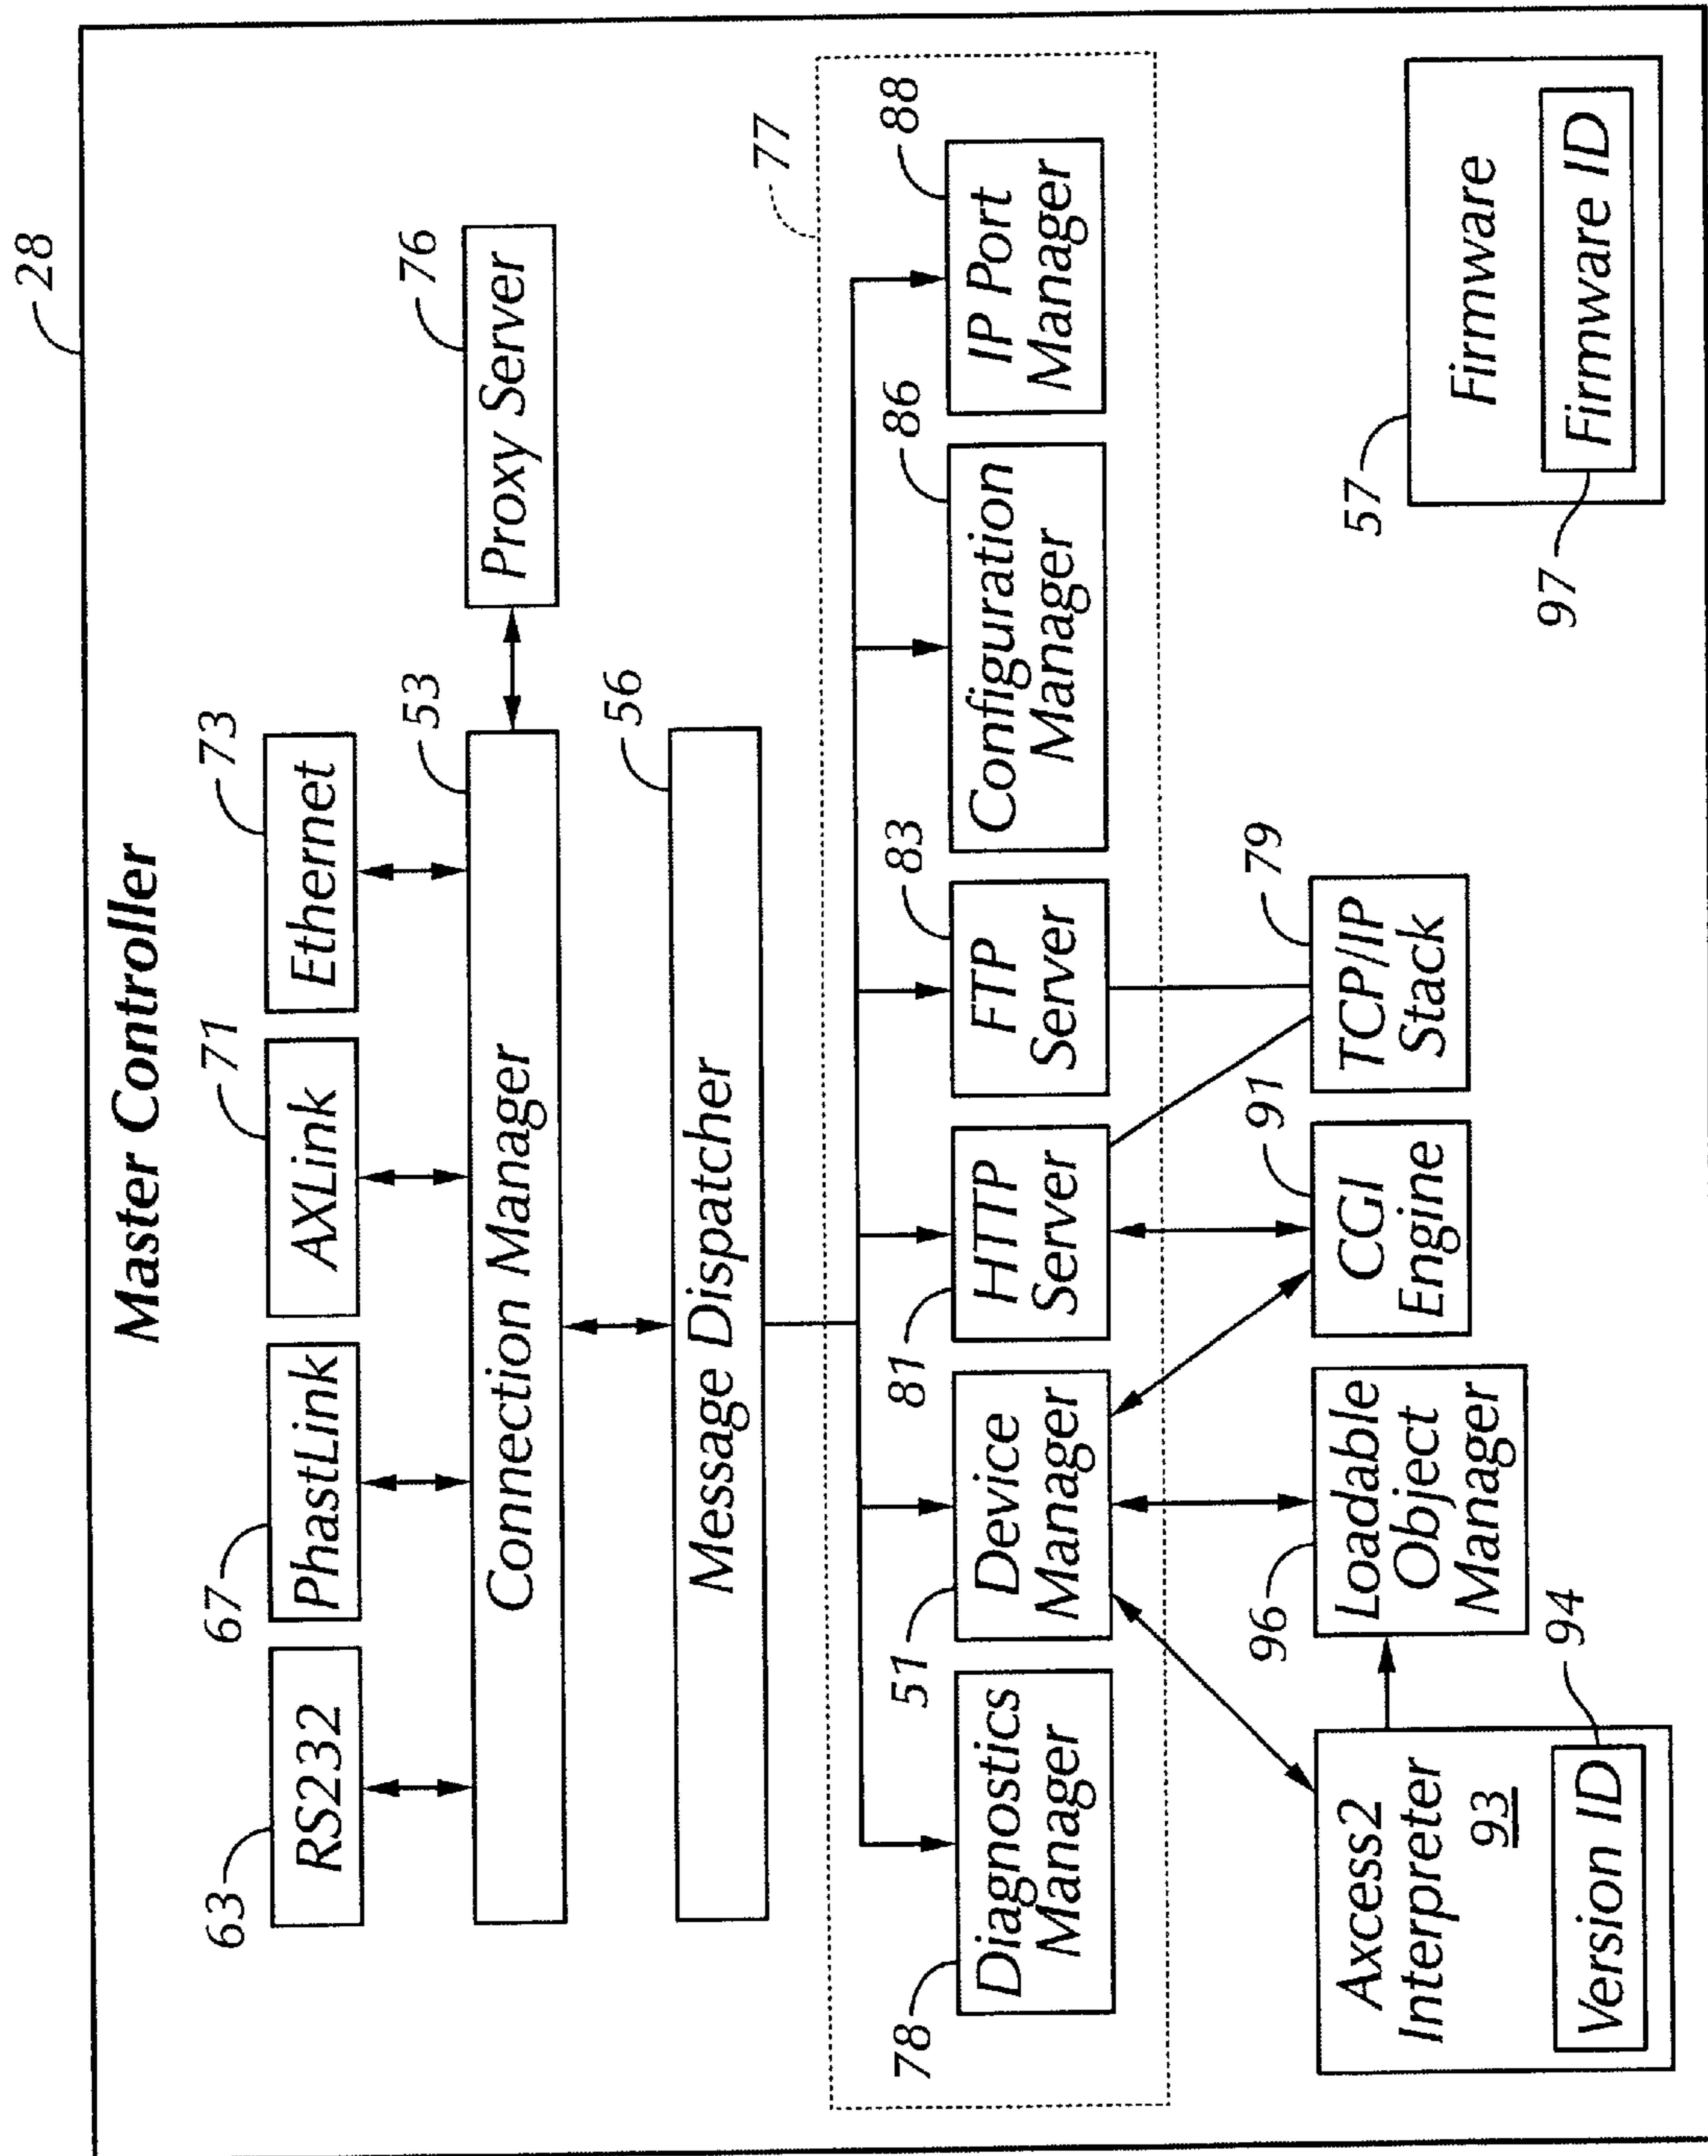 28
Master Controller
63
67
71
73
RS232
PhastLink
AXLink
Ethernet
53
76
Connection Manager
Proxy Server
56
Message Dispatcher
77
78
51
81
83
86
88
Diagnostics
Manager
Device
Manager
HTTP
Server
FTP
Server
Configuration
Manager
IP Port
Manager
96
91
79
Axcess2
Interpreter
93
94
Version ID
Loadable
Object
Manager
CGI
Engine
TCP/IP
Stack
57
Firmware
97
Firmware ID